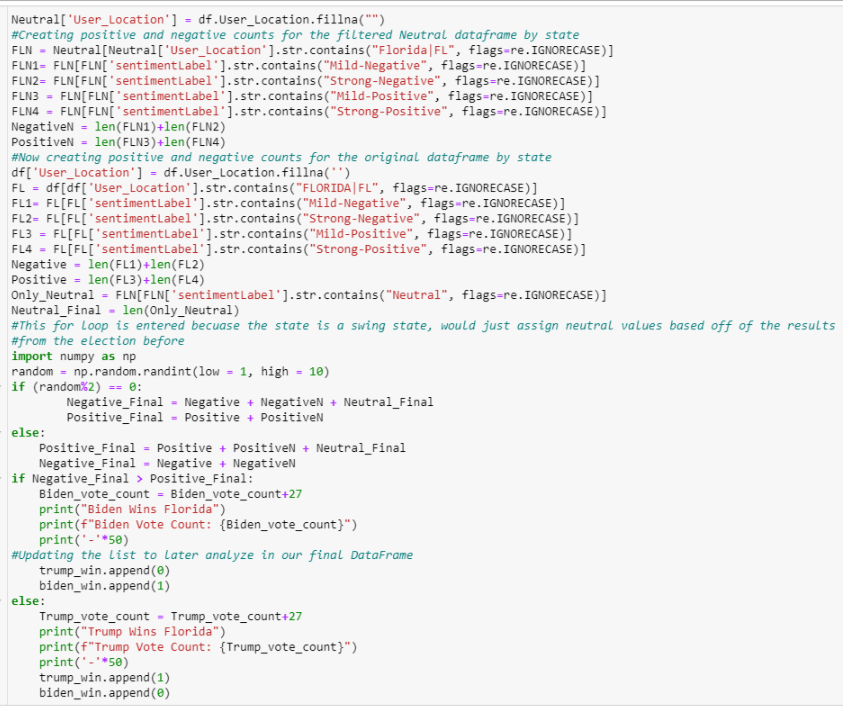 Neutral['User_Location'] = df.User_Location.fillna("")
#Creating positive and negative counts for the filtered Neutral dataframe by state
FLN = Neutral[Neutral['User_Location'].str.contains("Florida|FL", flags=re.IGNORECASE)]
FLN1= FLN[FLN['sentimentLabel'].str.contains("Mild-Negative", flags=re.IGNORECASE)]
FLN2= FLN[FLN['sentimentLabel'].str.contains("Strong-Negative", flags=re.IGNORECASE)]
FLN3 = FLN[FLN['sentimentLabel'].str.contains("Mild-Positive", flags=re.IGNORECASE)]
FLN4 = FLN[FLN['sentimentLabel'].str.contains("Strong-Positive", flags=re.IGNORECASE)]
NegativeN = len(FLN1)+len(FLN2)
PositiveN = len(FLN3)+len(FLN4)
#Now creating positive and negative counts for the original dataframe by state
df['User_Location'] = df.User_Location.fillna('')
FL = df[df['User_Location'].str.contains("FLORIDA|FL", flags=re.IGNORECASE)]
FL1= FL[FL['sentimentLabel'].str.contains("Mild-Negative", flags=re.IGNORECASE)]
FL2= FL[FL['sentimentLabel'].str.contains("Strong-Negative", flags=re.IGNORECASE)]
FL3 = FL[FL['sentimentLabel'].str.contains("Mild-Positive", flags=re.IGNORECASE)]
FL4 = FL[FL['sentimentLabel'].str.contains("Strong-Positive", flags=re.IGNORECASE)]
Negative = len(FL1)+len(FL2)
Positive = len(FL3)+len(FL4)
Only_Neutral = FLN[FLN['sentimentLabel'].str.contains("Neutral", flags=re.IGNORECASE)]
Neutral_Final = len(Only_Neutral)
#This for loop is entered becuase the state is a swing state, would just assign neutral values based off of the results
#from the election before
import numpy as np
random = np.random.randint(low = 1, high = 10)
if (random%2) == 0:
        Negative_Final = Negative + NegativeN + Neutral_Final
        Positive_Final = Positive + PositiveN
else:
    Positive_Final = Positive + PositiveN + Neutral_Final
    Negative_Final = Negative + NegativeN
if Negative_Final > Positive_Final:
    Biden_vote_count = Biden_vote_count+27
    print("Biden Wins Florida")
    print(f"Biden Vote Count: {Biden_vote_count}")
    print('-'*50)
#Updating the list to later analyze in our final DataFrame
    trump_win.append(0)
    biden_win.append(1)
else:
    Trump_vote_count = Trump_vote_count+27
    print("Trump Wins Florida")
    print(f"Trump Vote Count: {Trump_vote_count}")
    print('-'*50)
    trump_win.append(1)
    biden_win.append(0)